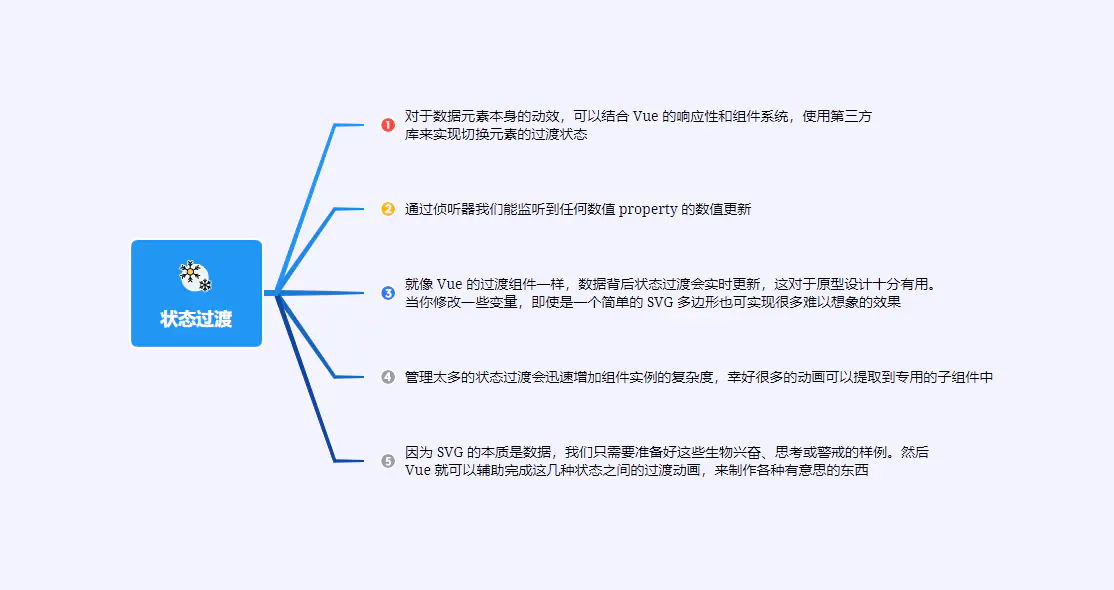 状态过渡
1 对于数据元素本身的动效，可以结合 Vue 的响应性和组件系统，使用第三方
库来实现切换元素的过渡状态
2 通过侦听器我们能监听到任何数值 property 的数值更新
3 就像 Vue 的过渡组件一样，数据背后状态过渡会实时更新，这对于原型设计十分有用。
当你修改一些变量，即使是一个简单的 SVG 多边形也可实现很多难以想象的效果
4 管理太多的状态过渡会迅速增加组件实例的复杂度，幸好很多的动画可以提取到专用的子组件中
5 因为 SVG 的本质是数据，我们只需要准备好这些生物兴奋、思考或警戒的样例。然后
Vue 就可以辅助完成这几种状态之间的过渡动画，来制作各种有意思的东西